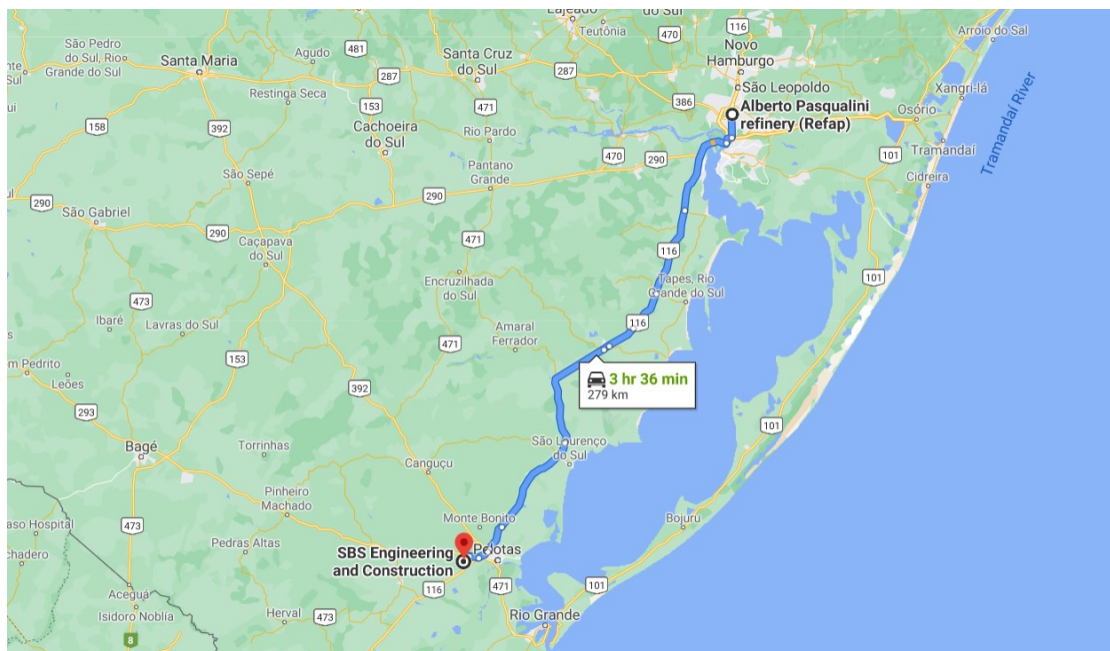 Lajeado
do Sul
Teutônia
116
470
Arroio do Sal
São Pedro
do Sul, Rio
Grande do Sul
Agudo
481
Santa Cruz
do Sul
Novo
Hamburgo
Santa Maria
287
287
São Leopoldo
Xangri-lá
Restinga Seca
153
471
386
Alberto Pasqualini
refinery (Refap)
Osório
158
392
Cachoeira
do Sul
Rio Pardo
Tramandaí
Tramandaí River
470
290
101
Pantano
Grande
São Sepé
Cidreira
290
290
São Gabriel
290
471
Caçapava
do Sul
116
Encruzilhada
do Sul
Tapes, Rio
Grande do Sul
101
473
Ibaré
Lavras do Sul
Amaral
Ferrador
116
471
153
m Pedrito
Leões
3 hr 36 min
279 km
392
293
101
Torrinhas
São Lourenço
do Sul
Bagé
Canguçu
Pinheiro
Machado
473
Monte Bonito
Bojuru
aso Hospital
Pedras Altas
SBS Engineering
and Construction
Pelotas
chadero
116
471
101
Aceguá
Isidoro Noblía
Herval
473
Rio Grande
8